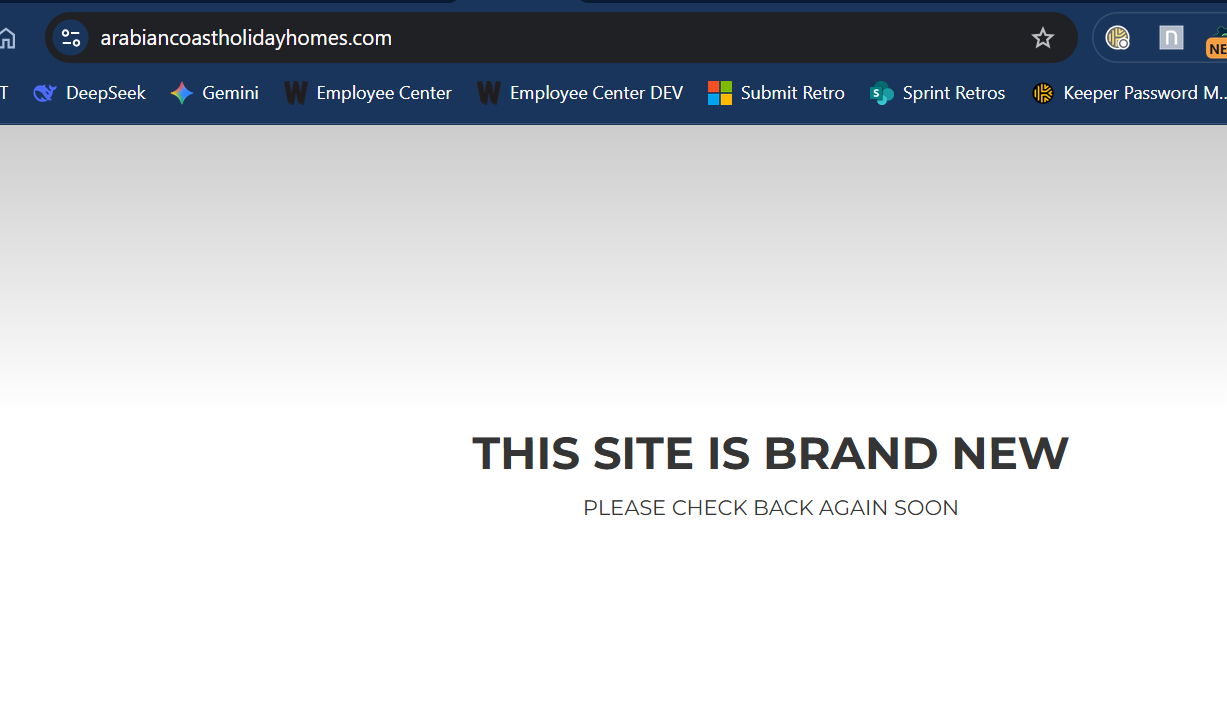 arabiancoastholidayhomes.com
T DeepSeek Gemini Employee Center Employee Center DEV Submit Retro Sprint Retros Keeper Password M...
n
NE
S
THIS SITE IS BRAND NEW
PLEASE CHECK BACK AGAIN SOON